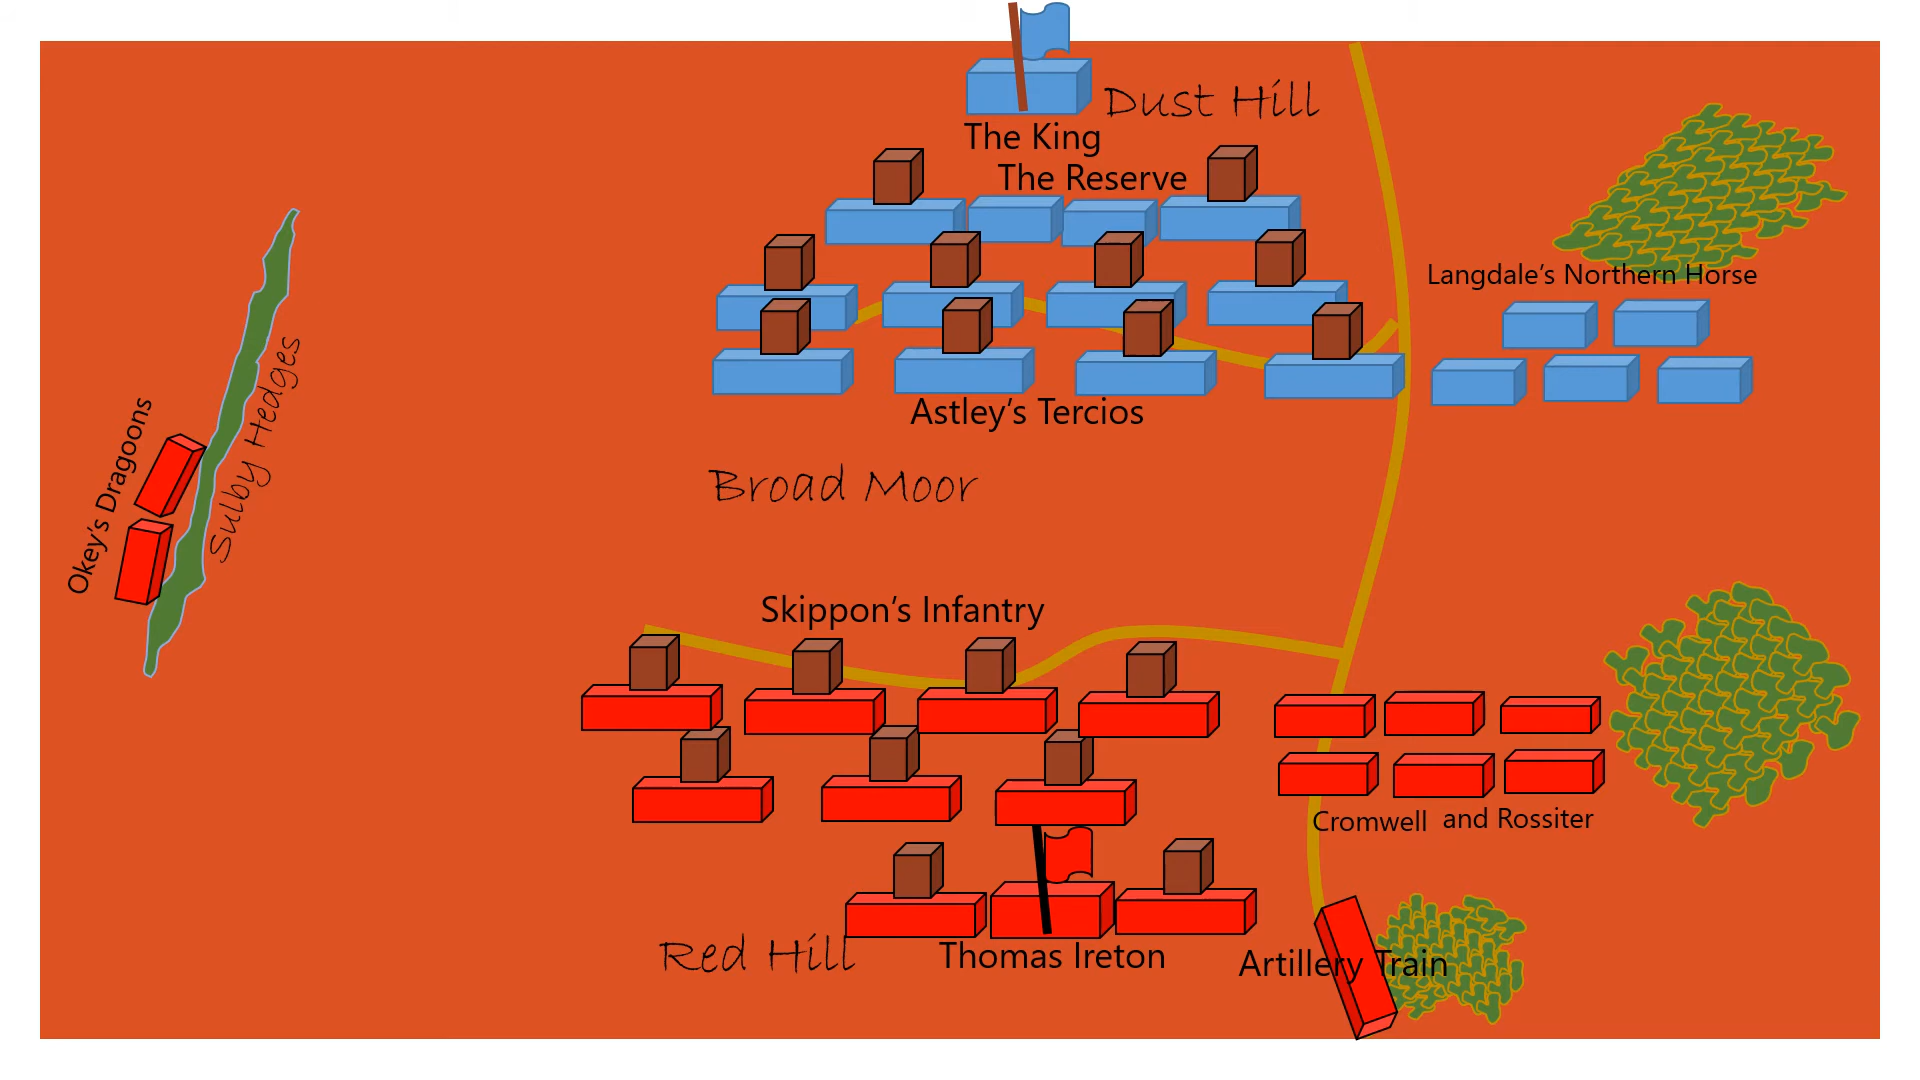 Dust Hill
The King
The Reserve
Langdale’s Northern Horse
Sulby Hedges
Okey’s Dragoons
Astley’s Tercios
Broad Moor
Skippon’s Infantry
Cromwell and Rossiter
Red Hill
Thomas Ireton
Artillery Train